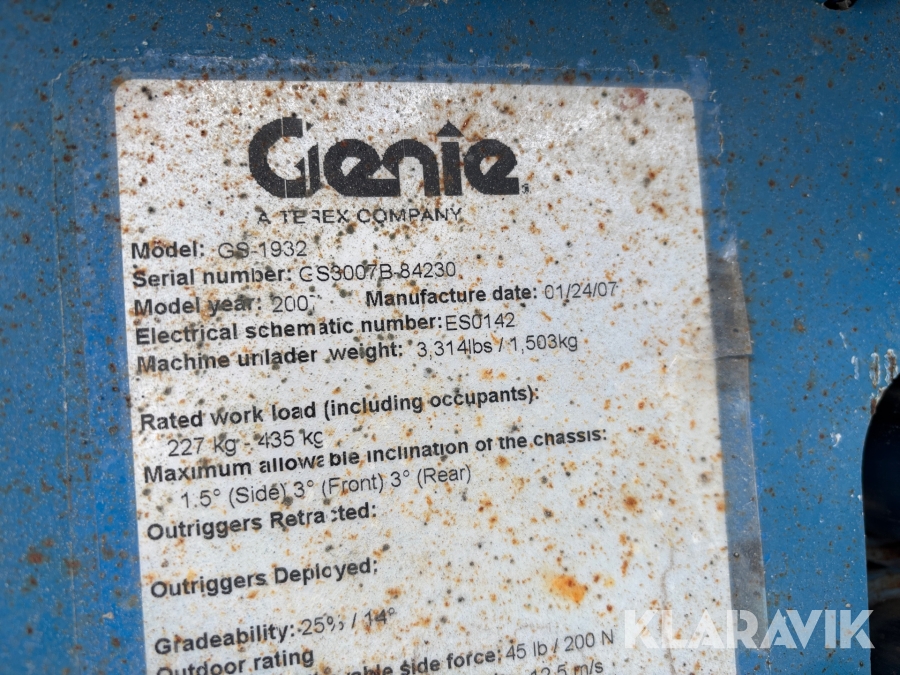 Genie
A TEREX COMPANY
Model: GS-1932
Serial number: GS3007B-84230
Model year: 2007 Manufacture date: 01/24/07
Electrical schematic number: ES0142
Machine unlader weight: 3,314lbs / 1,503kg
Rated work load (including occupants):
227 kg - 435 kg
Maximum allowable inclination of the chassis:
1.5° (Side) 3° (Front) 3° (Rear)
Outriggers Retracted:
Outriggers Deployed:
Gradeability: 25% / 14°
Outdoor rating
side force: 45 lb / 200 N
12.5 m/s
KLARAVIK